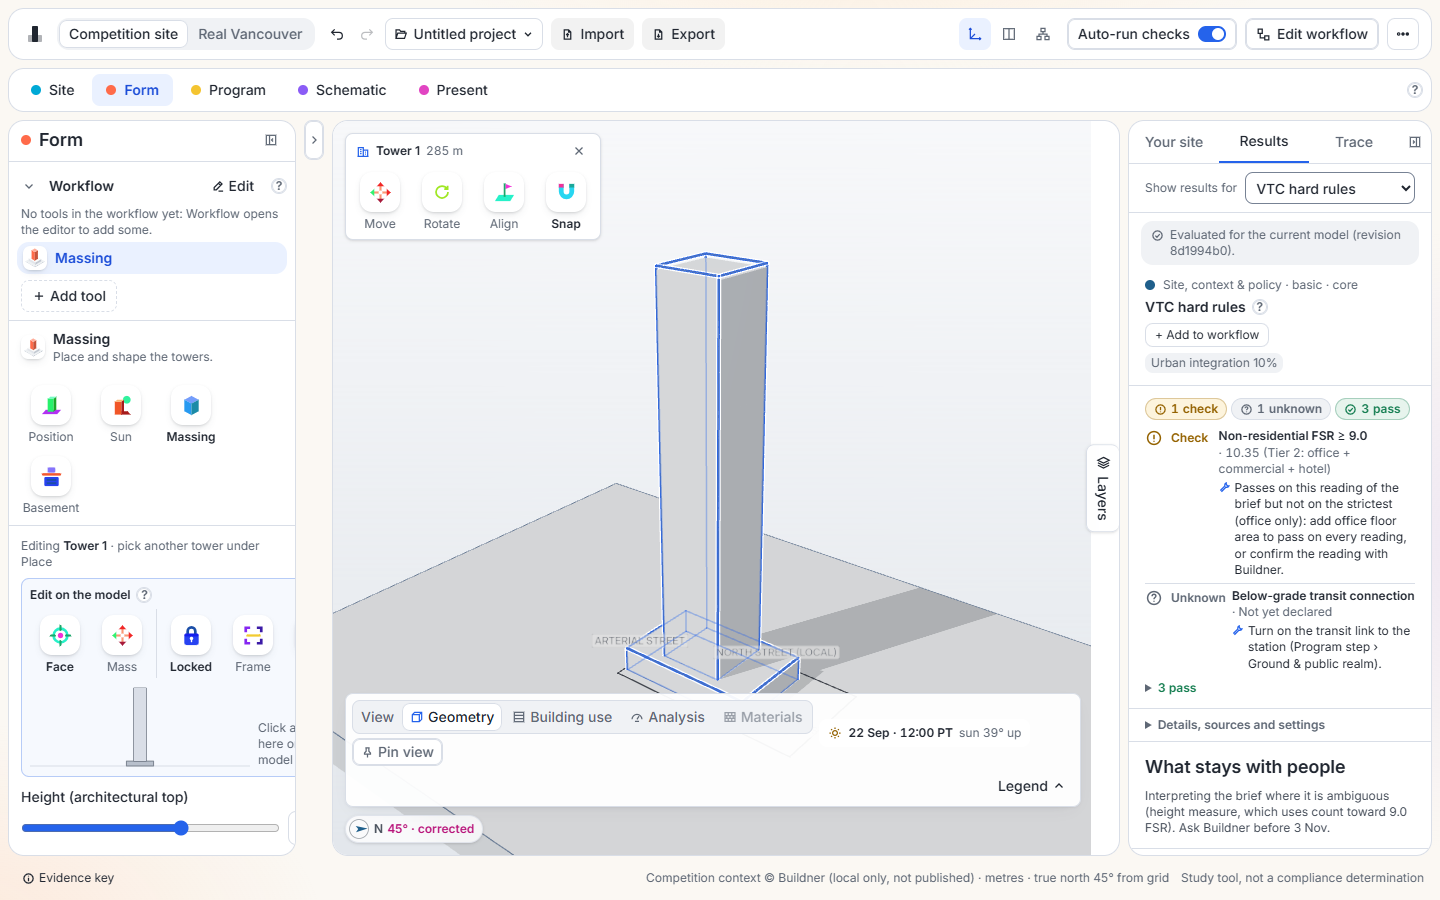 Competition site
Real Vancouver
Untitled project
Import
Export
Auto-run checks
Edit workflow
Site
Form
Program
Schematic
Present
?
Form
Workflow
Edit
?
No tools in the workflow yet: Workflow opens
the editor to add some.
Massing
+ Add tool
Massing
Place and shape the towers.
Position
Sun
Massing
Basement
Editing Tower 1 · pick another tower under
Place
Edit on the model ?
Face
Mass
Locked
Frame
Click a
here o
model
Height (architectural top)
Tower 1 285 m
Move
Rotate
Align
Snap
ARTERIAL STREET
NORTH STREET (LOCAL)
Layers
View
Geometry
Building use
Analysis
Materials
Pin view
22 Sep · 12:00 PT sun 39° up
Legend
N 45° · corrected
Your site
Results
Trace
Show results for
VTC hard rules
Evaluated for the current model (revision
8d1994b0).
Site, context & policy · basic · core
VTC hard rules ?
+ Add to workflow
Urban integration 10%
1 check
1 unknown
3 pass
Check
Non-residential FSR ≥ 9.0
· 10.35 (Tier 2: office +
commercial + hotel)
Passes on this reading of the
brief but not on the strictest
(office only): add office floor
area to pass on every reading,
or confirm the reading with
Buildner.
Unknown
Below-grade transit connection
· Not yet declared
Turn on the transit link to the
station (Program step ›
Ground & public realm).
3 pass
Details, sources and settings
What stays with people
Interpreting the brief where it is ambiguous
(height measure, which uses count toward 9.0
FSR). Ask Buildner before 3 Nov.
Evidence key
Competition context © Buildner (local only, not published) · metres · true north 45° from grid
Study tool, not a compliance determination